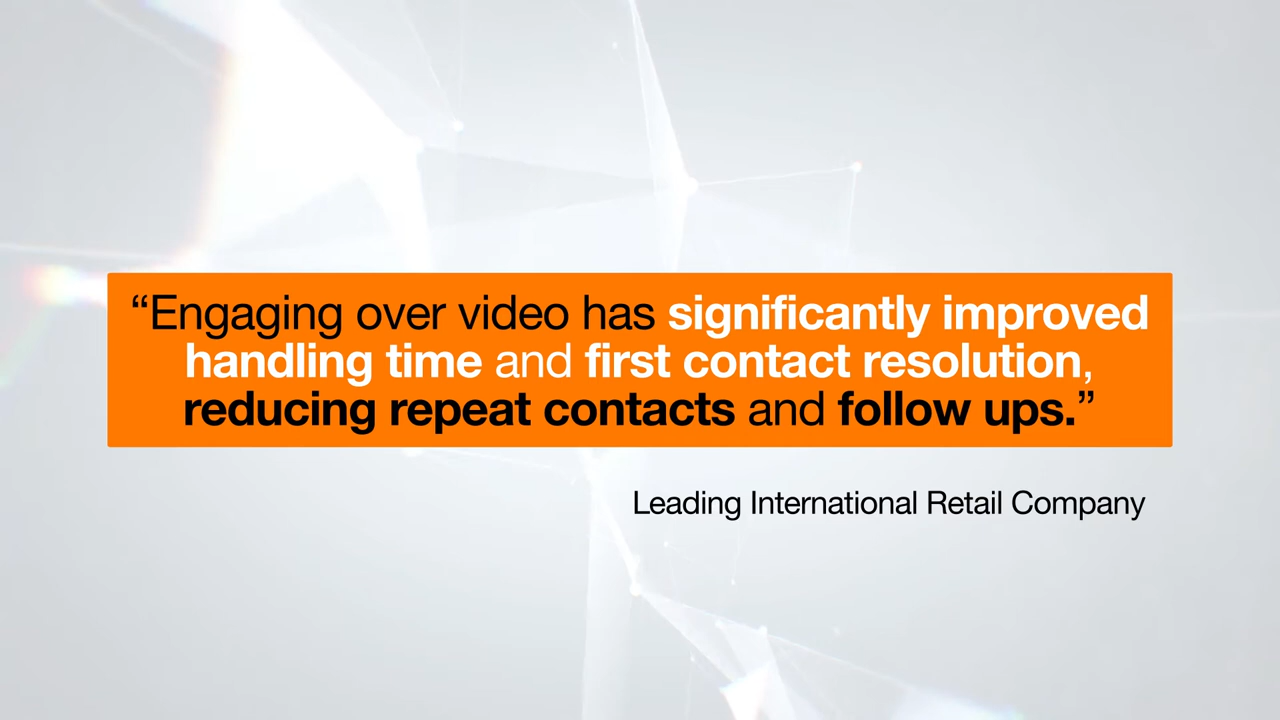 “Engaging over video has significantly improved
handling time and first contact resolution,
reducing repeat contacts and follow ups.”
Leading International Retail Company